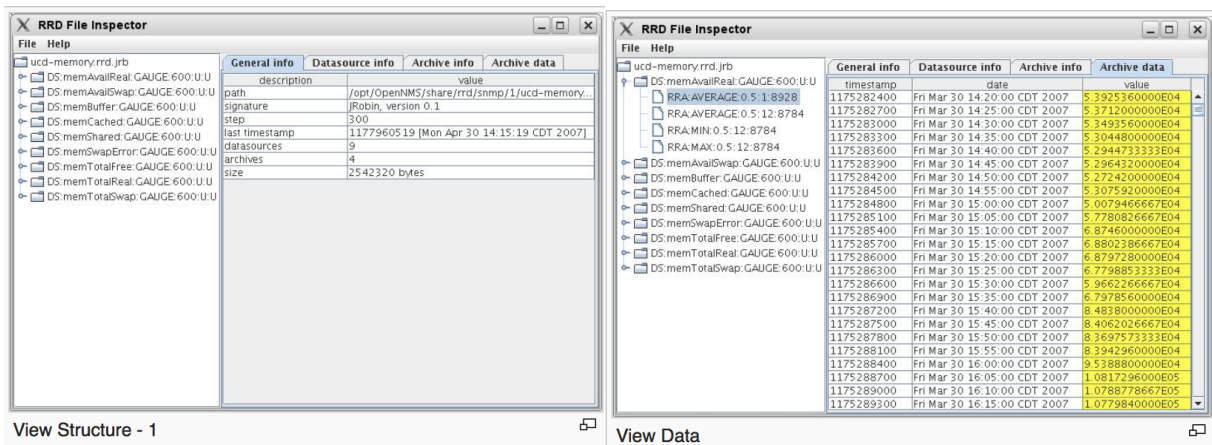 RRD File Inspector
File Help
ucd-memory.rrd.jrb
DS:memAvailReal:GAUGE:600:U:U
DS:memAvailSwap:GAUGE:600:U:U
DS:memBuffer:GAUGE:600:U:U
DS:memCached:GAUGE:600:U:U
DS:memShared:GAUGE:600:U:U
DS:memSwapError:GAUGE:600:U:U
DS:memTotalFree:GAUGE:600:U:U
DS:memTotalReal:GAUGE:600:U:U
DS:memTotalSwap:GAUGE:600:U:U
General info Datasource info Archive info Archive data
description value
path /opt/OpenNMS/share/rrd/snmp/1/ucd-memory...
signature JRobin, version 0.1
step 300
last timestamp 1177960519 [Mon Apr 30 14:15:19 CDT 2007]
datasources 9
archives 4
size 2542320 bytes
View Structure - 1
RRD File Inspector
File Help
ucd-memory.rrd.jrb
DS:memAvailReal:GAUGE:600:U:U
RRA:AVERAGE:0.5:1:8928
RRA:AVERAGE:0.5:12:8784
RRA:MIN:0.5:12:8784
RRA:MAX:0.5:12:8784
DS:memAvailSwap:GAUGE:600:U:U
DS:memBuffer:GAUGE:600:U:U
DS:memCached:GAUGE:600:U:U
DS:memShared:GAUGE:600:U:U
DS:memSwapError:GAUGE:600:U:U
DS:memTotalFree:GAUGE:600:U:U
DS:memTotalReal:GAUGE:600:U:U
DS:memTotalSwap:GAUGE:600:U:U
General info Datasource info Archive info Archive data
timestamp date value
1175282400 Fri Mar 30 14:20:00 CDT 2007 5.3925360000E04
1175282700 Fri Mar 30 14:25:00 CDT 2007 5.3712000000E04
1175283000 Fri Mar 30 14:30:00 CDT 2007 5.3493560000E04
1175283300 Fri Mar 30 14:35:00 CDT 2007 5.3044800000E04
1175283600 Fri Mar 30 14:40:00 CDT 2007 5.2944733333E04
1175283900 Fri Mar 30 14:45:00 CDT 2007 5.2964320000E04
1175284200 Fri Mar 30 14:50:00 CDT 2007 5.2724200000E04
1175284500 Fri Mar 30 14:55:00 CDT 2007 5.3075920000E04
1175284800 Fri Mar 30 15:00:00 CDT 2007 5.0079466667E04
1175285100 Fri Mar 30 15:05:00 CDT 2007 5.7780826667E04
1175285400 Fri Mar 30 15:10:00 CDT 2007 6.8746000000E04
1175285700 Fri Mar 30 15:15:00 CDT 2007 6.8802386667E04
1175286000 Fri Mar 30 15:20:00 CDT 2007 6.8797280000E04
1175286300 Fri Mar 30 15:25:00 CDT 2007 6.7798853333E04
1175286600 Fri Mar 30 15:30:00 CDT 2007 5.9662266667E04
1175286900 Fri Mar 30 15:35:00 CDT 2007 6.7978560000E04
1175287200 Fri Mar 30 15:40:00 CDT 2007 8.4838000000E04
1175287500 Fri Mar 30 15:45:00 CDT 2007 8.4062026667E04
1175287800 Fri Mar 30 15:50:00 CDT 2007 8.3697573333E04
1175288100 Fri Mar 30 15:55:00 CDT 2007 8.3942960000E04
1175288400 Fri Mar 30 16:00:00 CDT 2007 9.5388800000E04
1175288700 Fri Mar 30 16:05:00 CDT 2007 1.0817296000E05
1175289000 Fri Mar 30 16:10:00 CDT 2007 1.0788778667E05
1175289300 Fri Mar 30 16:15:00 CDT 2007 1.0779840000E05
View Data